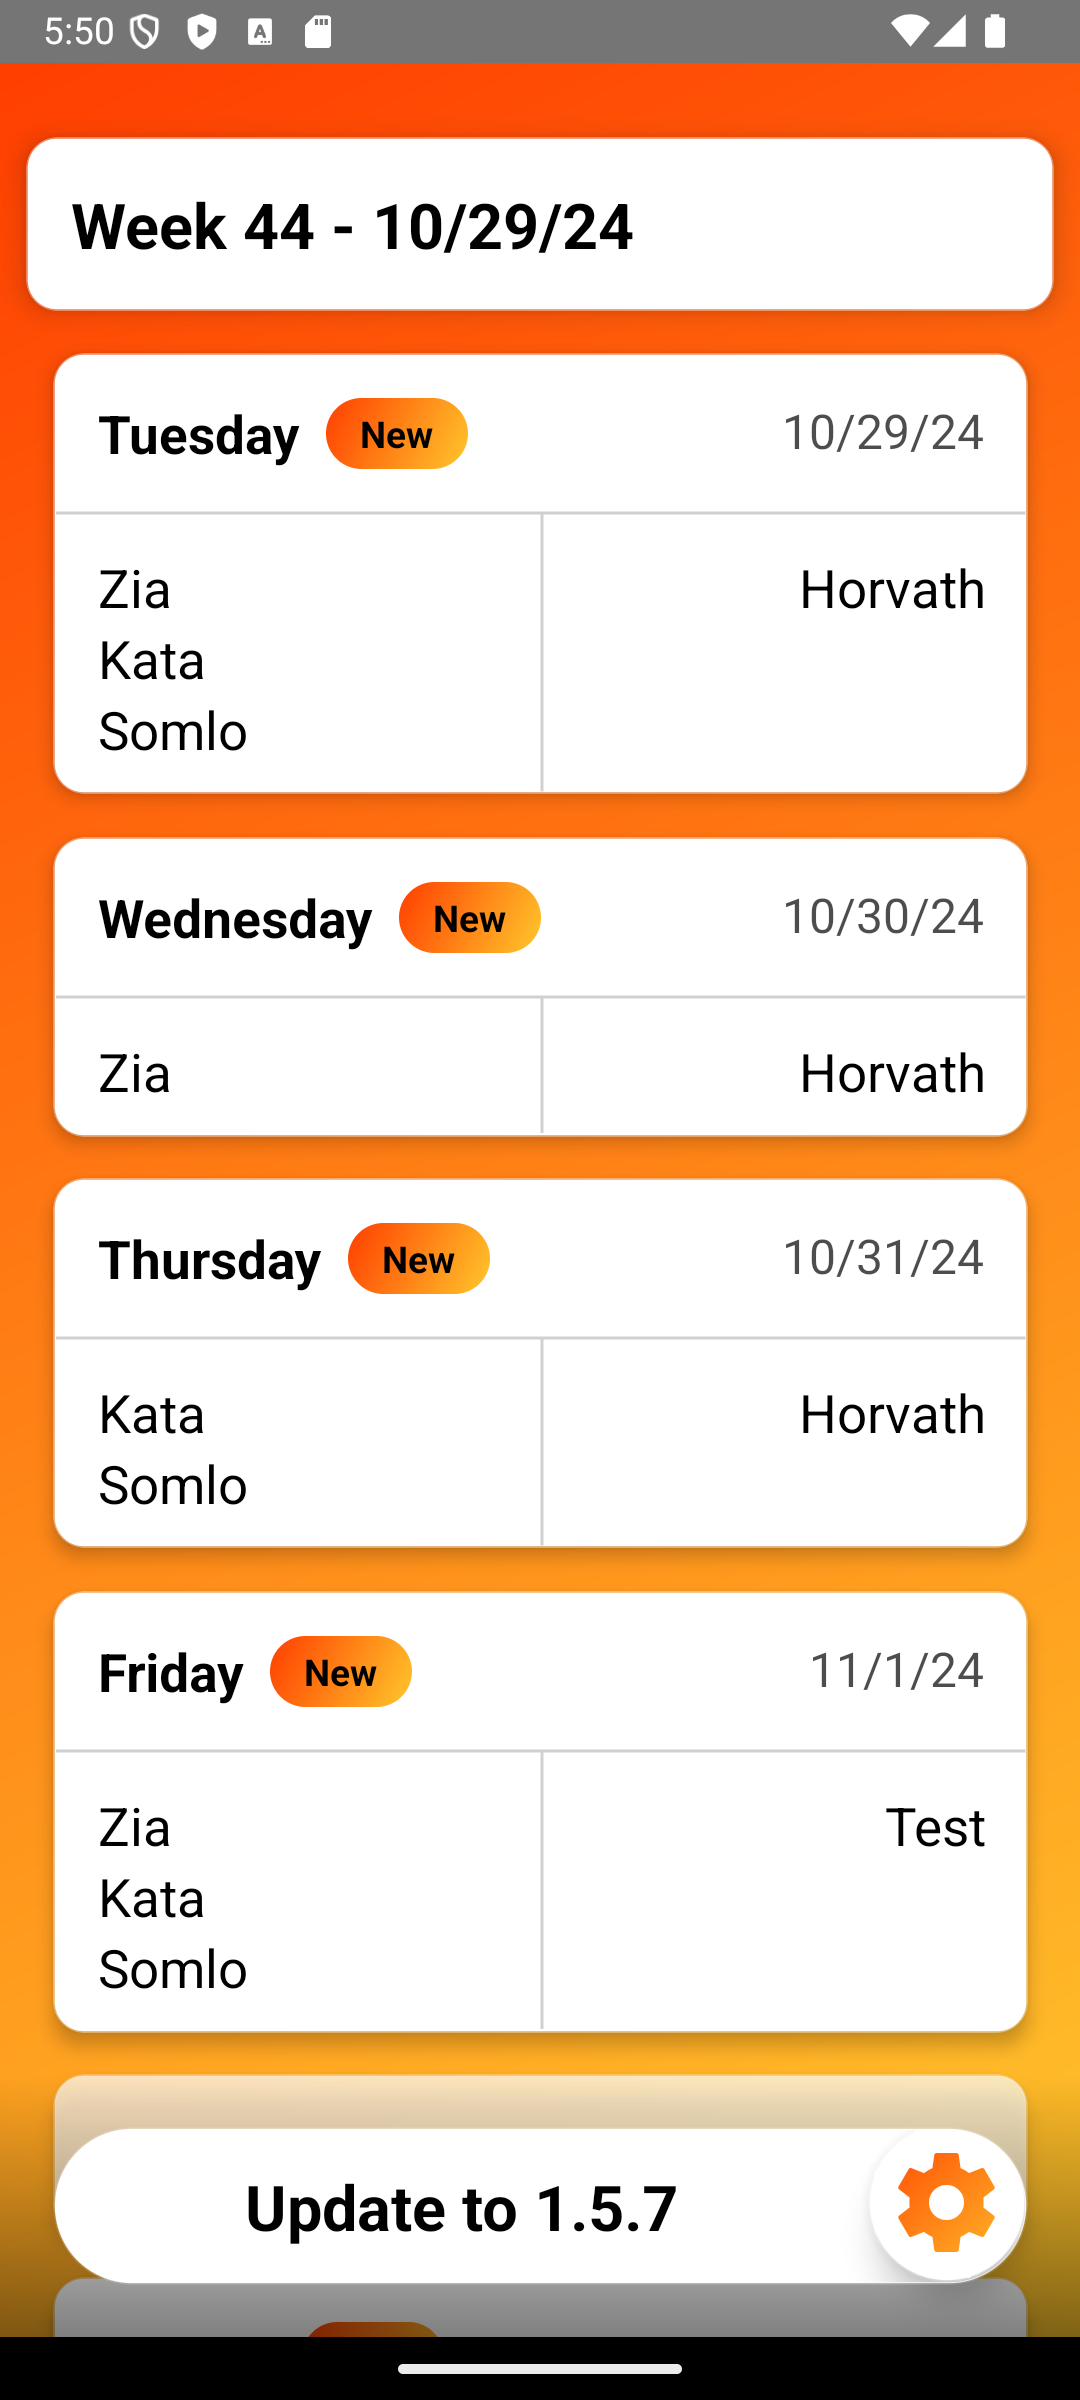 5:50
Week 44 - 10/29/24
Tuesday New 10/29/24
Zia Horvath
Kata
Somlo
Wednesday New 10/30/24
Zia Horvath
Thursday New 10/31/24
Kata Horvath
Somlo
Friday New 11/1/24
Zia Test
Kata
Somlo
Update to 1.5.7